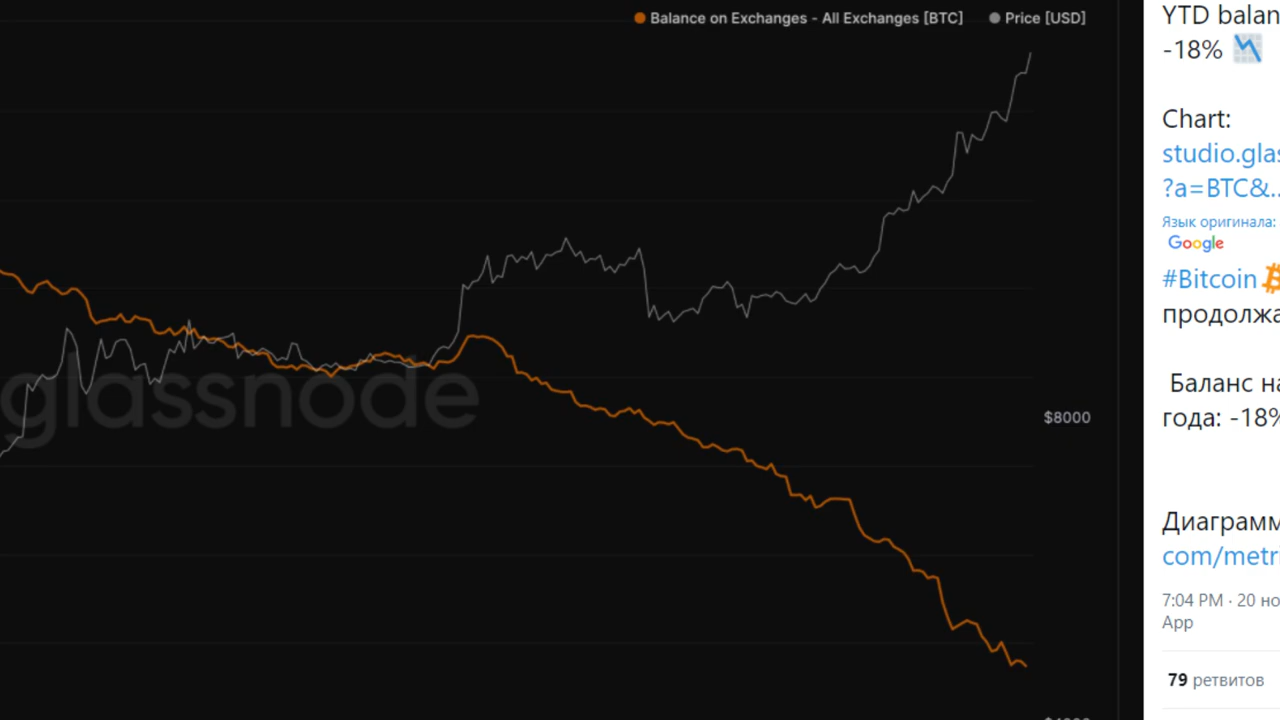 Balance on Exchanges - All Exchanges [BTC] Price [USD]
glassnode
$8000
YTD balan
-18%
Chart:
studio.glas
?a=BTC&..
Язык оригинала:
Google
#Bitcoin
продолжа
Баланс на
года: -18%
Диаграмм
com/metri
7:04 PM · 20 но
App
79 ретвитов